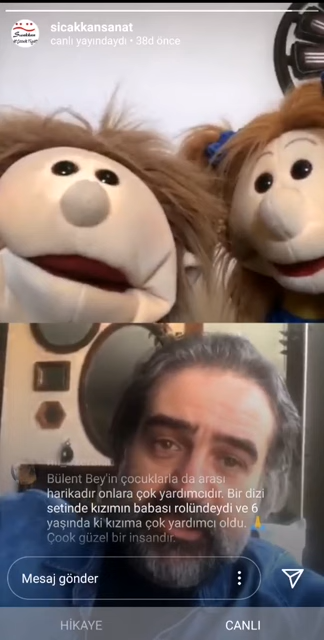 sicakkansanat
canlı yayındaydı • 38d önce
Sıcakkan
Bülent Bey'in çocuklarla da arası
harikadır onlara çok yardımcıdır. Bir dizi
setinde kızımın babası rolündeydi ve 6
yaşında ki kızıma çok yardımcı oldu. 🙏
Çook güzel bir insandır.
Mesaj gönder
HİKAYE
CANLI